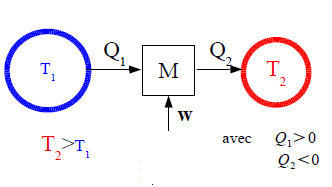 Q₁ Q₂
T₁ M T₂
w
T₂>T₁ avec Q₁>0
Q₂<0